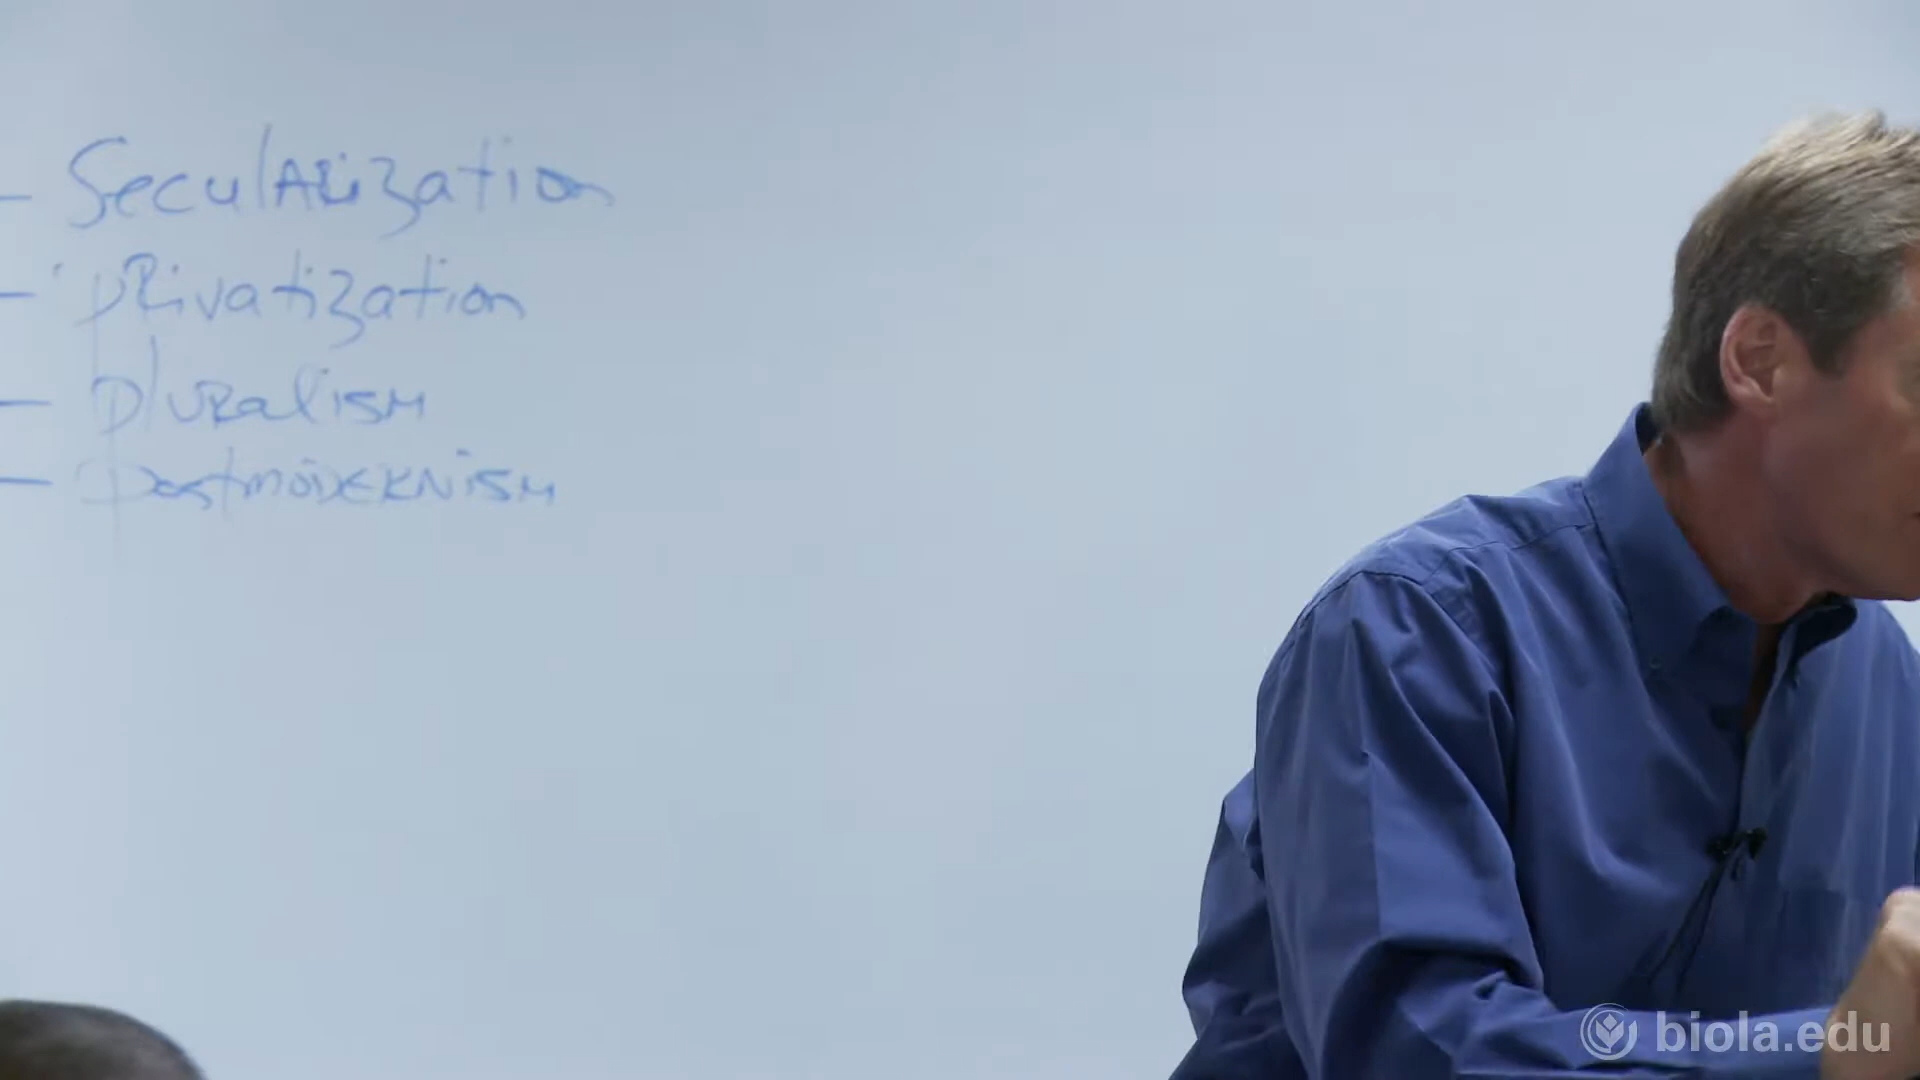 - Secularization
- Privatization
- pluralism
- postmodernism
biola.edu